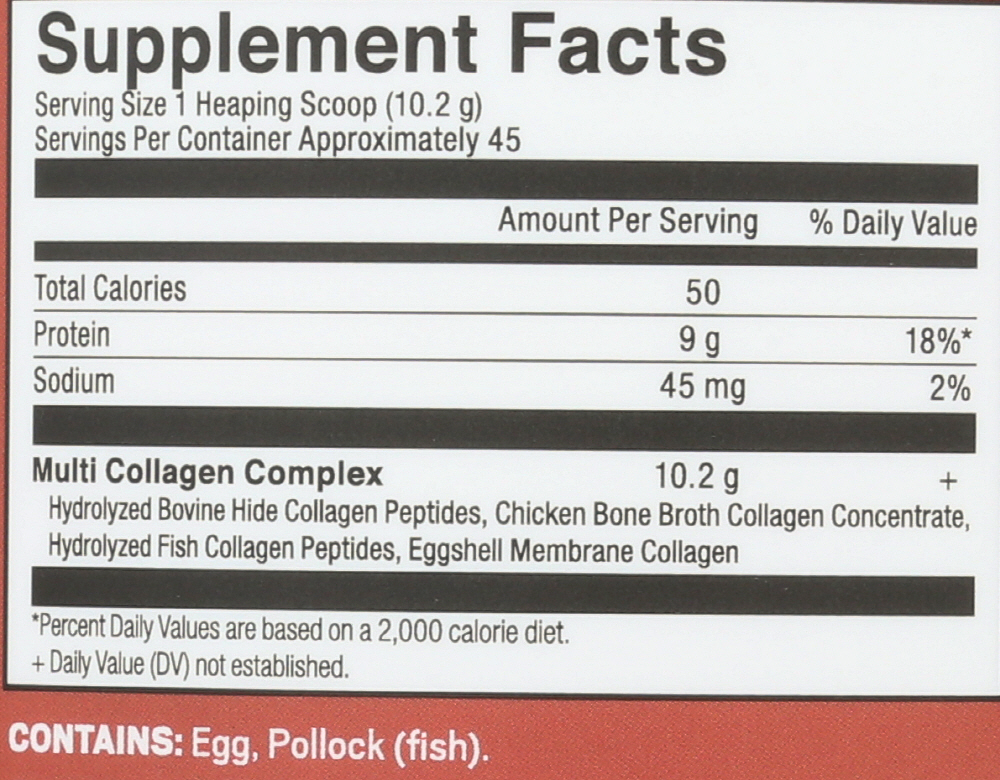 Supplement Facts
Serving Size 1 Heaping Scoop (10.2 g)
Servings Per Container Approximately 45
Amount Per Serving % Daily Value
Total Calories 50
Protein 9 g 18%*
Sodium 45 mg 2%
Multi Collagen Complex 10.2 g +
Hydrolyzed Bovine Hide Collagen Peptides, Chicken Bone Broth Collagen Concentrate,
Hydrolyzed Fish Collagen Peptides, Eggshell Membrane Collagen
*Percent Daily Values are based on a 2,000 calorie diet.
+ Daily Value (DV) not established.
CONTAINS: Egg, Pollock (fish).